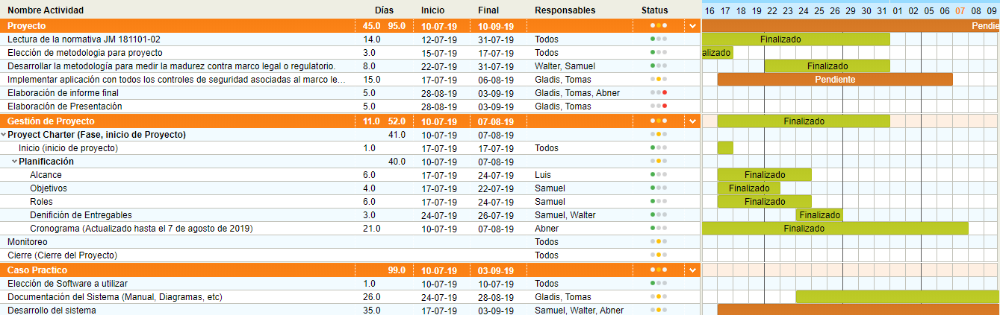 Nombre Actividad Días Inicio Final Responsables Status 16 17 18 19 22 23 24 25 26 29 30 31 01 02 05 06 07 08 09
Proyecto 45.0 95.0 10-07-19 10-09-19 Pendie
Lectura de la normativa JM 181101-02 14.0 12-07-19 31-07-19 Todos Finalizado
Elección de metodologia para proyecto 3.0 15-07-19 17-07-19 Todos alizado
Desarrollar la metodología para medir la madurez contra marco legal o regulatorio. 8.0 22-07-19 31-07-19 Walter, Samuel Finalizado
Implementar aplicación con todos los controles de seguridad asociadas al marco le... 15.0 17-07-19 06-08-19 Gladis, Tomas Pendiente
Elaboración de informe final 5.0 28-08-19 03-09-19 Gladis, Tomas, Abner
Elaboración de Presentación 5.0 28-08-19 03-09-19 Gladis, Tomas
Gestión de Proyecto 11.0 52.0 10-07-19 07-08-19 Finalizado
Proyect Charter (Fase, inicio de Proyecto) 41.0 10-07-19 07-08-19
Inicio (inicio de proyecto) 1.0 17-07-19 17-07-19 Todos
Planificación 40.0 10-07-19 07-08-19
Alcance 6.0 17-07-19 24-07-19 Luis Finalizado
Objetivos 4.0 17-07-19 22-07-19 Samuel Finalizado
Roles 6.0 17-07-19 24-07-19 Samuel Finalizado
Denifición de Entregables 3.0 24-07-19 26-07-19 Samuel, Walter Finalizado
Cronograma (Actualizado hasta el 7 de agosto de 2019) 21.0 10-07-19 07-08-19 Abner Finalizado
Monitoreo Todos
Cierre (Cierre del Proyecto) Todos
Caso Practico 99.0 10-07-19 03-09-19
Elección de Software a utilizar 1.0 10-07-19 10-07-19 Todos
Documentación del Sistema (Manual, Diagramas, etc) 26.0 24-07-19 28-08-19 Gladis, Tomas
Desarrollo del sistema 35.0 17-07-19 03-09-19 Samuel, Walter, Abner